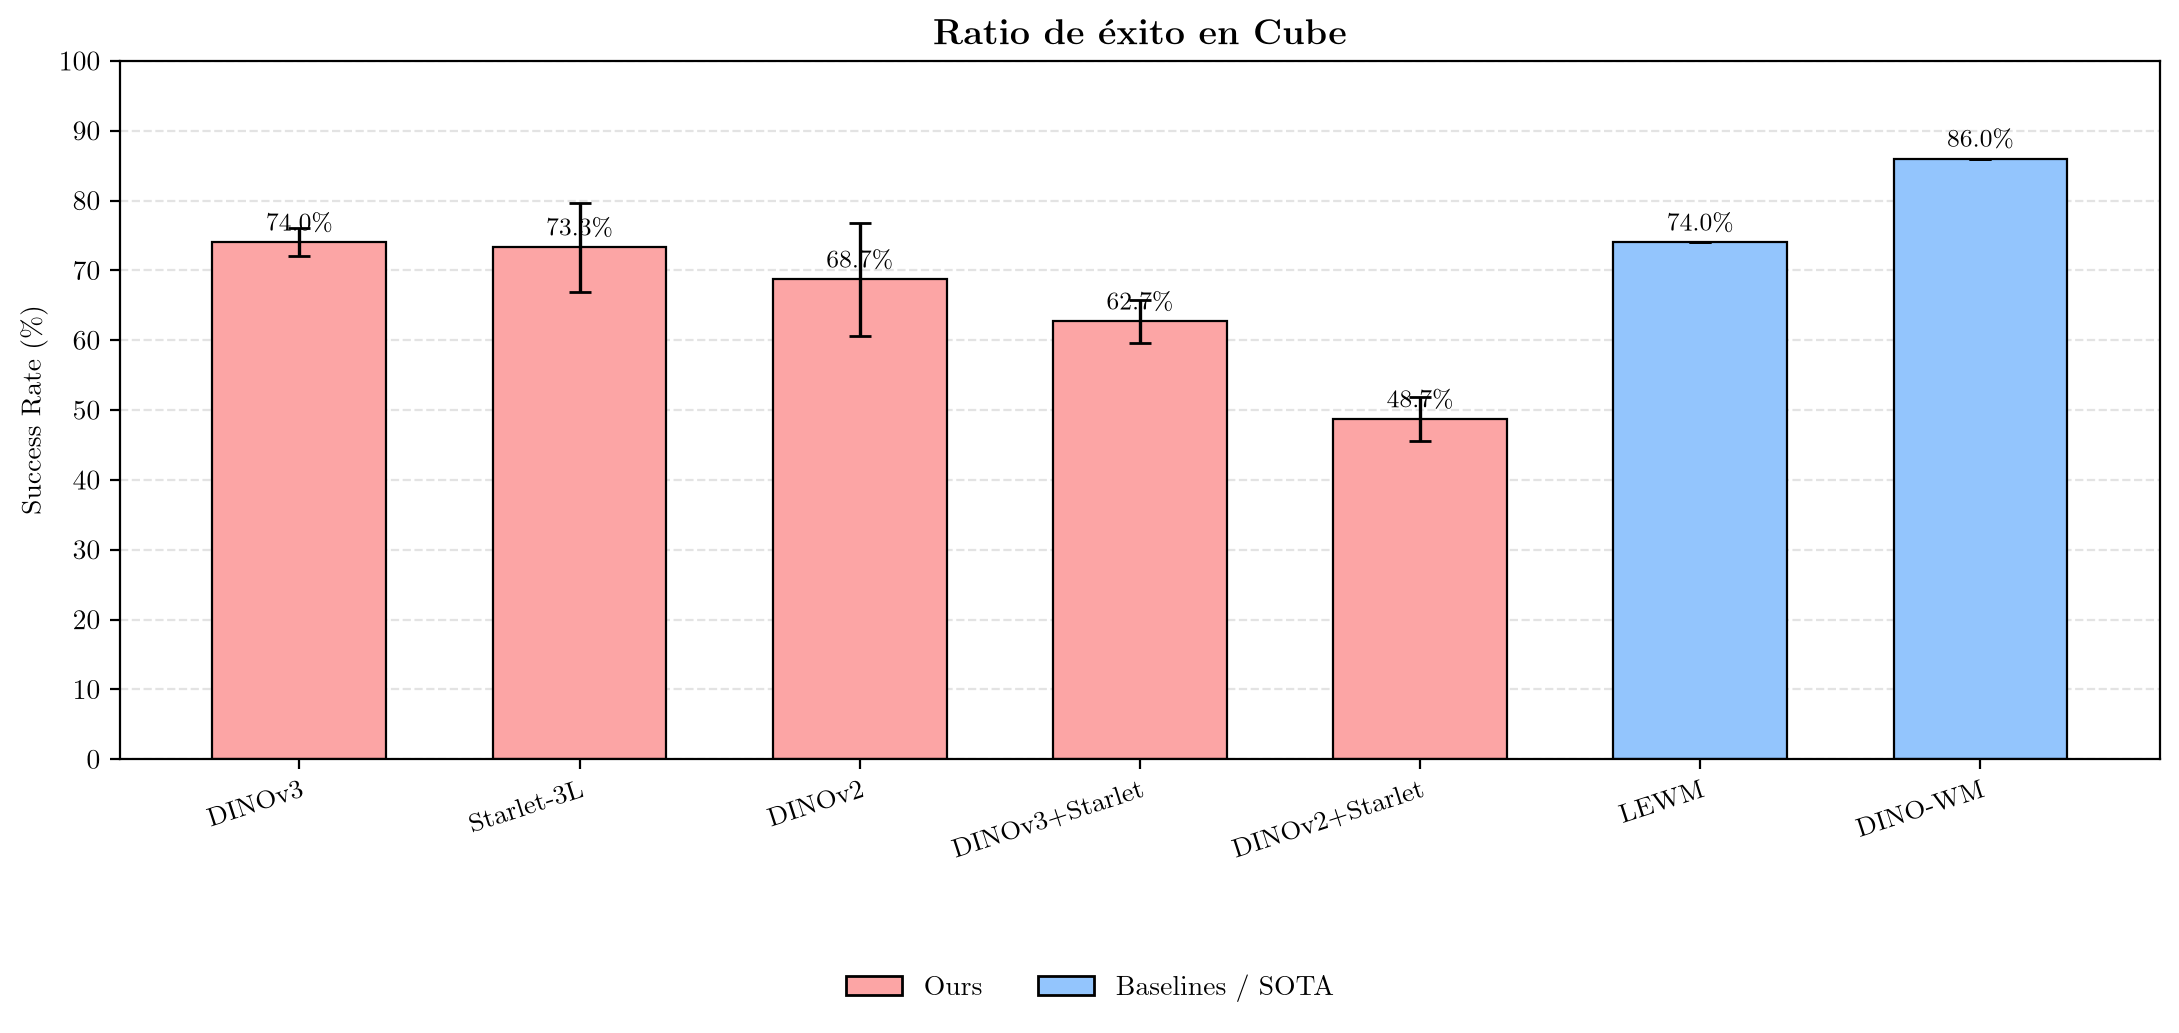 Ratio de éxito en Cube
Success Rate (%)
100
90
80
70
60
50
40
30
20
10
0
74.0%
73.3%
68.7%
62.7%
48.7%
74.0%
86.0%
DINOv3
Starlet-3L
DINOv2
DINOv3+Starlet
DINOv2+Starlet
LEWM
DINO-WM
Ours
Baselines / SOTA